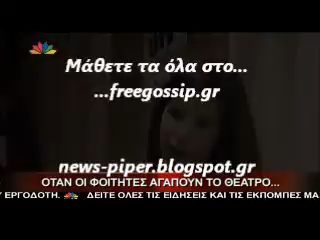 Μάθετε τα όλα στο...
...freegossip.gr
news-piper.blogspot.gr
ΟΤΑΝ ΟΙ ΦΟΙΤΗΤΕΣ ΑΓΑΠΟΥΝ ΤΟ ΘΕΑΤΡΟ...
ΕΡΓΟΔΟΤΗ. ΔΕΙΤΕ ΟΛΕΣ ΤΙΣ ΕΙΔΗΣΕΙΣ ΚΑΙ ΤΙΣ ΕΚΠΟΜΠΕΣ ΜΑ